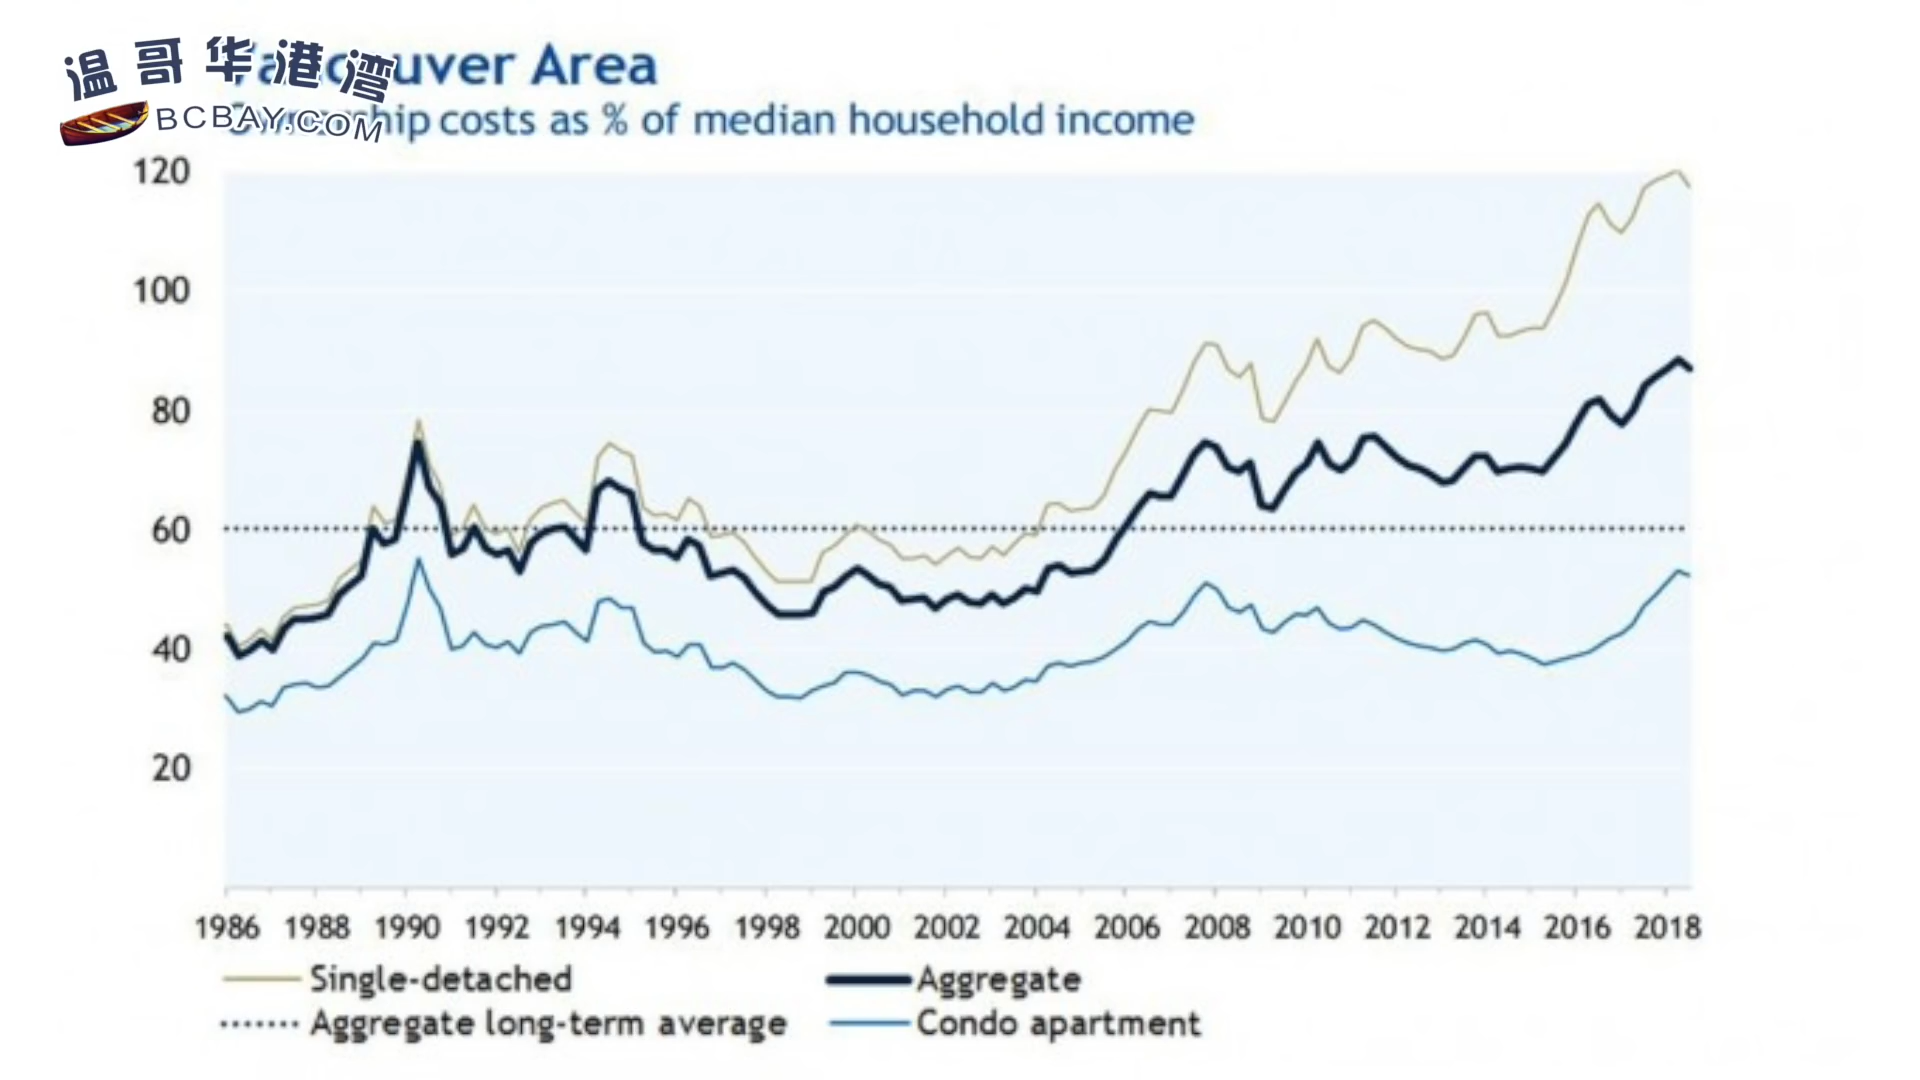 温哥华港湾
BCBAY.COM
Vancouver Area
costs as % of median household income
120
100
80
60
40
20
1986 1988 1990 1992 1994 1996 1998 2000 2002 2004 2006 2008 2010 2012 2014 2016 2018
Single-detached Aggregate
Aggregate long-term average Condo apartment